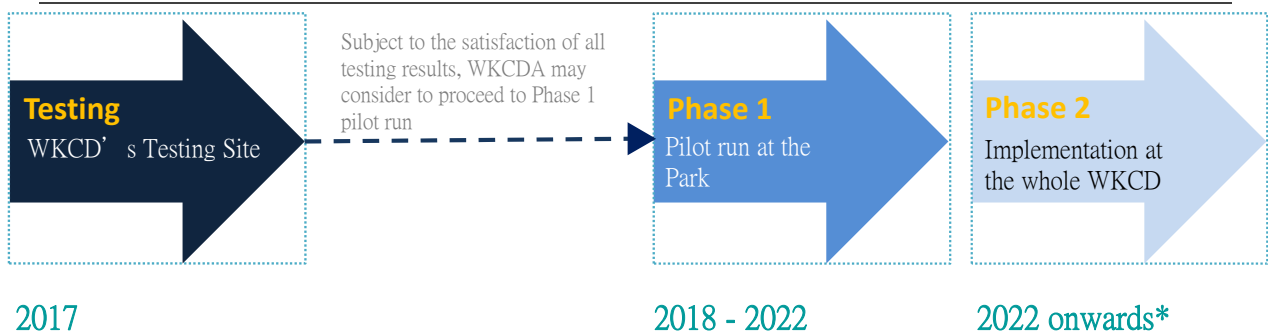 Testing
WKCD’s Testing Site
Subject to the satisfaction of all
testing results, WKCDA may
consider to proceed to Phase 1
pilot run
Phase 1
Pilot run at the
Park
Phase 2
Implementation at
the whole WKCD
2017
2018 - 2022
2022 onwards*